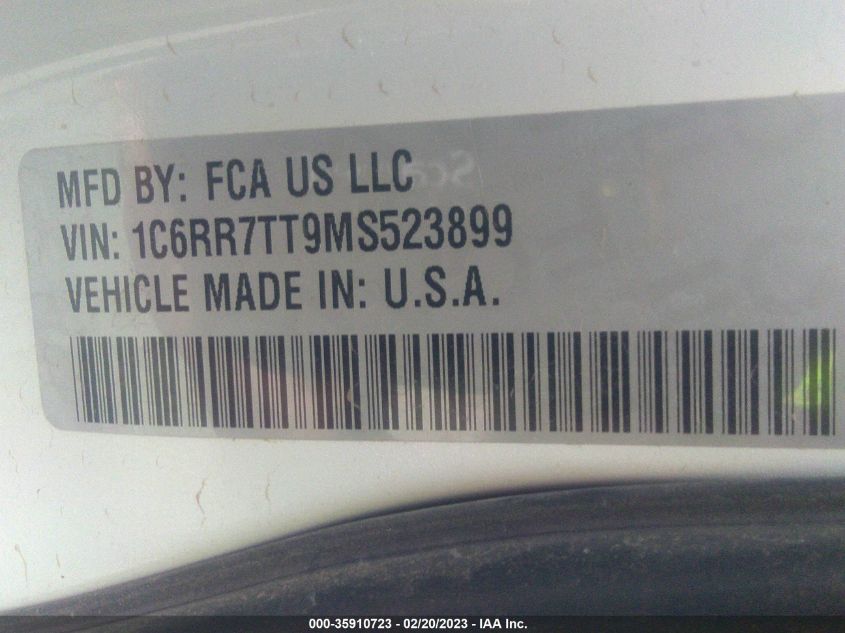 MFD BY: FCA US LLC
VIN: 1C6RR7TT9MS523899
VEHICLE MADE IN: U.S.A.
000-35910723 - 02/20/2023 - IAA Inc.